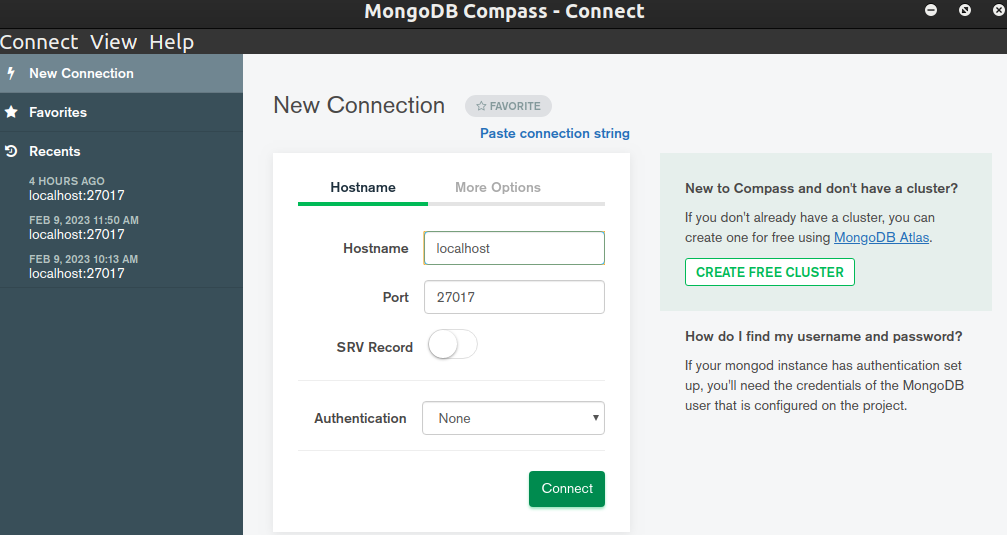 MongoDB Compass - Connect
Connect View Help
New Connection
Favorites
Recents
4 HOURS AGO
localhost:27017
FEB 9, 2023 11:50 AM
localhost:27017
FEB 9, 2023 10:13 AM
localhost:27017
New Connection
FAVORITE
Paste connection string
Hostname
More Options
Hostname
localhost
Port
27017
SRV Record
Authentication
None
Connect
New to Compass and don't have a cluster?
If you don't already have a cluster, you can
create one for free using MongoDB Atlas.
CREATE FREE CLUSTER
How do I find my username and password?
If your mongod instance has authentication set
up, you'll need the credentials of the MongoDB
user that is configured on the project.